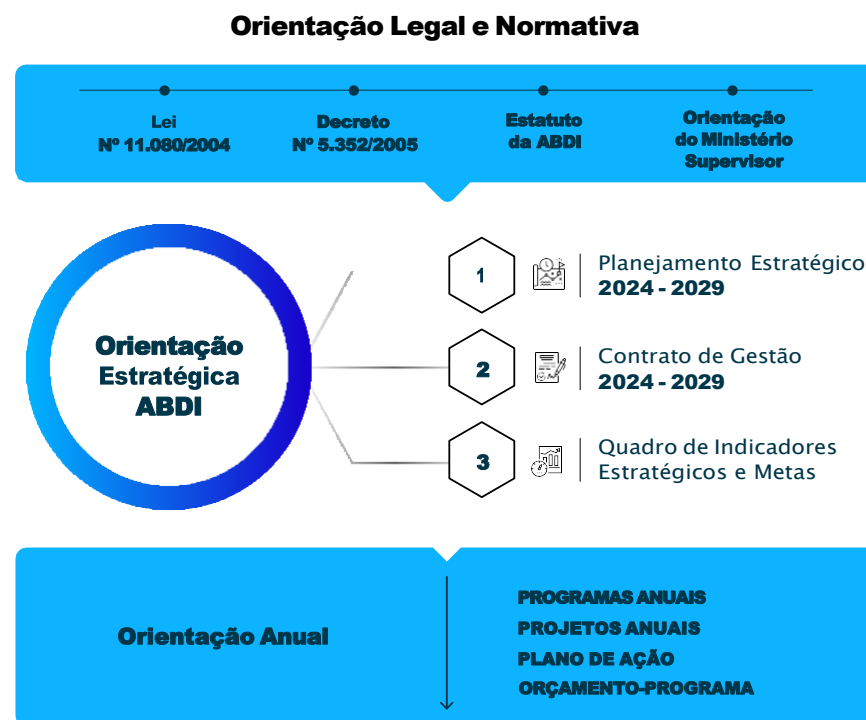 Orientação Legal e Normativa
Lei
Nº 11.080/2004
Decreto
Nº 5.352/2005
Estatuto
da ABDI
Orientação
do Ministério
Supervisor
Orientação
Estratégica
ABDI
1
Planejamento Estratégico
2024 - 2029
2
Contrato de Gestão
2024 - 2029
3
Quadro de Indicadores
Estratégicos e Metas
Orientação Anual
PROGRAMAS ANUAIS
PROJETOS ANUAIS
PLANO DE AÇÃO
ORÇAMENTO-PROGRAMA